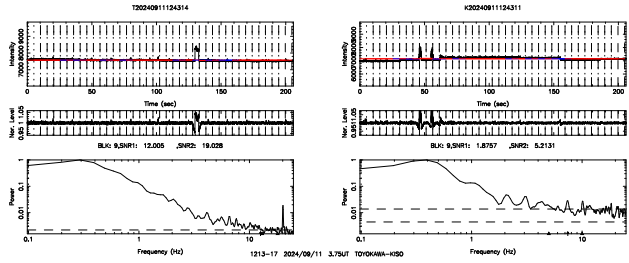 T20240911124314
K20240911124311
Intensity
7000 8000 9000
0 50 100 150 200
Time (sec)
Nor. Level
0.95 1.05
BLK: 9,SNR1: 12.005 ,SNR2: 19.028
Power
1
0.1
0.01
0.1 1 10
Frequency (Hz)
Intensity
0 50 100 150 200
Time (sec)
Nor. Level
0.95 1.05
BLK: 9,SNR1: 1.8757 ,SNR2: 5.2131
Power
1
0.1
0.01
0.1 1 10
Frequency (Hz)
1213-17 2024/09/11 3.75UT TOYOKAWA-KISO